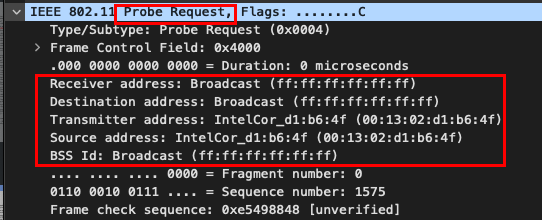 IEEE 802.11 Probe Request, Flags: ........C
Type/Subtype: Probe Request (0x0004)
Frame Control Field: 0x4000
.000 0000 0000 0000 = Duration: 0 microseconds
Receiver address: Broadcast (ff:ff:ff:ff:ff:ff)
Destination address: Broadcast (ff:ff:ff:ff:ff:ff)
Transmitter address: IntelCor_d1:b6:4f (00:13:02:d1:b6:4f)
Source address: IntelCor_d1:b6:4f (00:13:02:d1:b6:4f)
BSS Id: Broadcast (ff:ff:ff:ff:ff:ff)
.... .... .... 0000 = Fragment number: 0
0110 0010 0111 .... = Sequence number: 1575
Frame check sequence: 0xe5498848 [unverified]